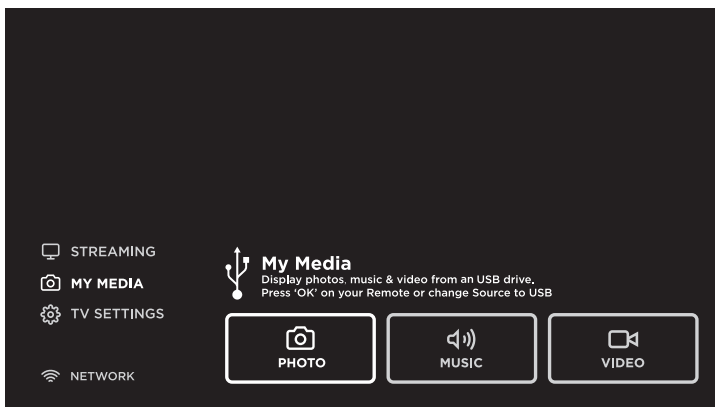 STREAMING
MY MEDIA
TV SETTINGS
NETWORK
My Media
Display photos, music & video from an USB drive.
Press ‘OK’ on your Remote or change Source to USB
PHOTO
MUSIC
VIDEO